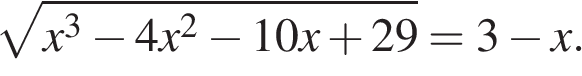 √(x³ − 4x² − 10x + 29) = 3 − x.